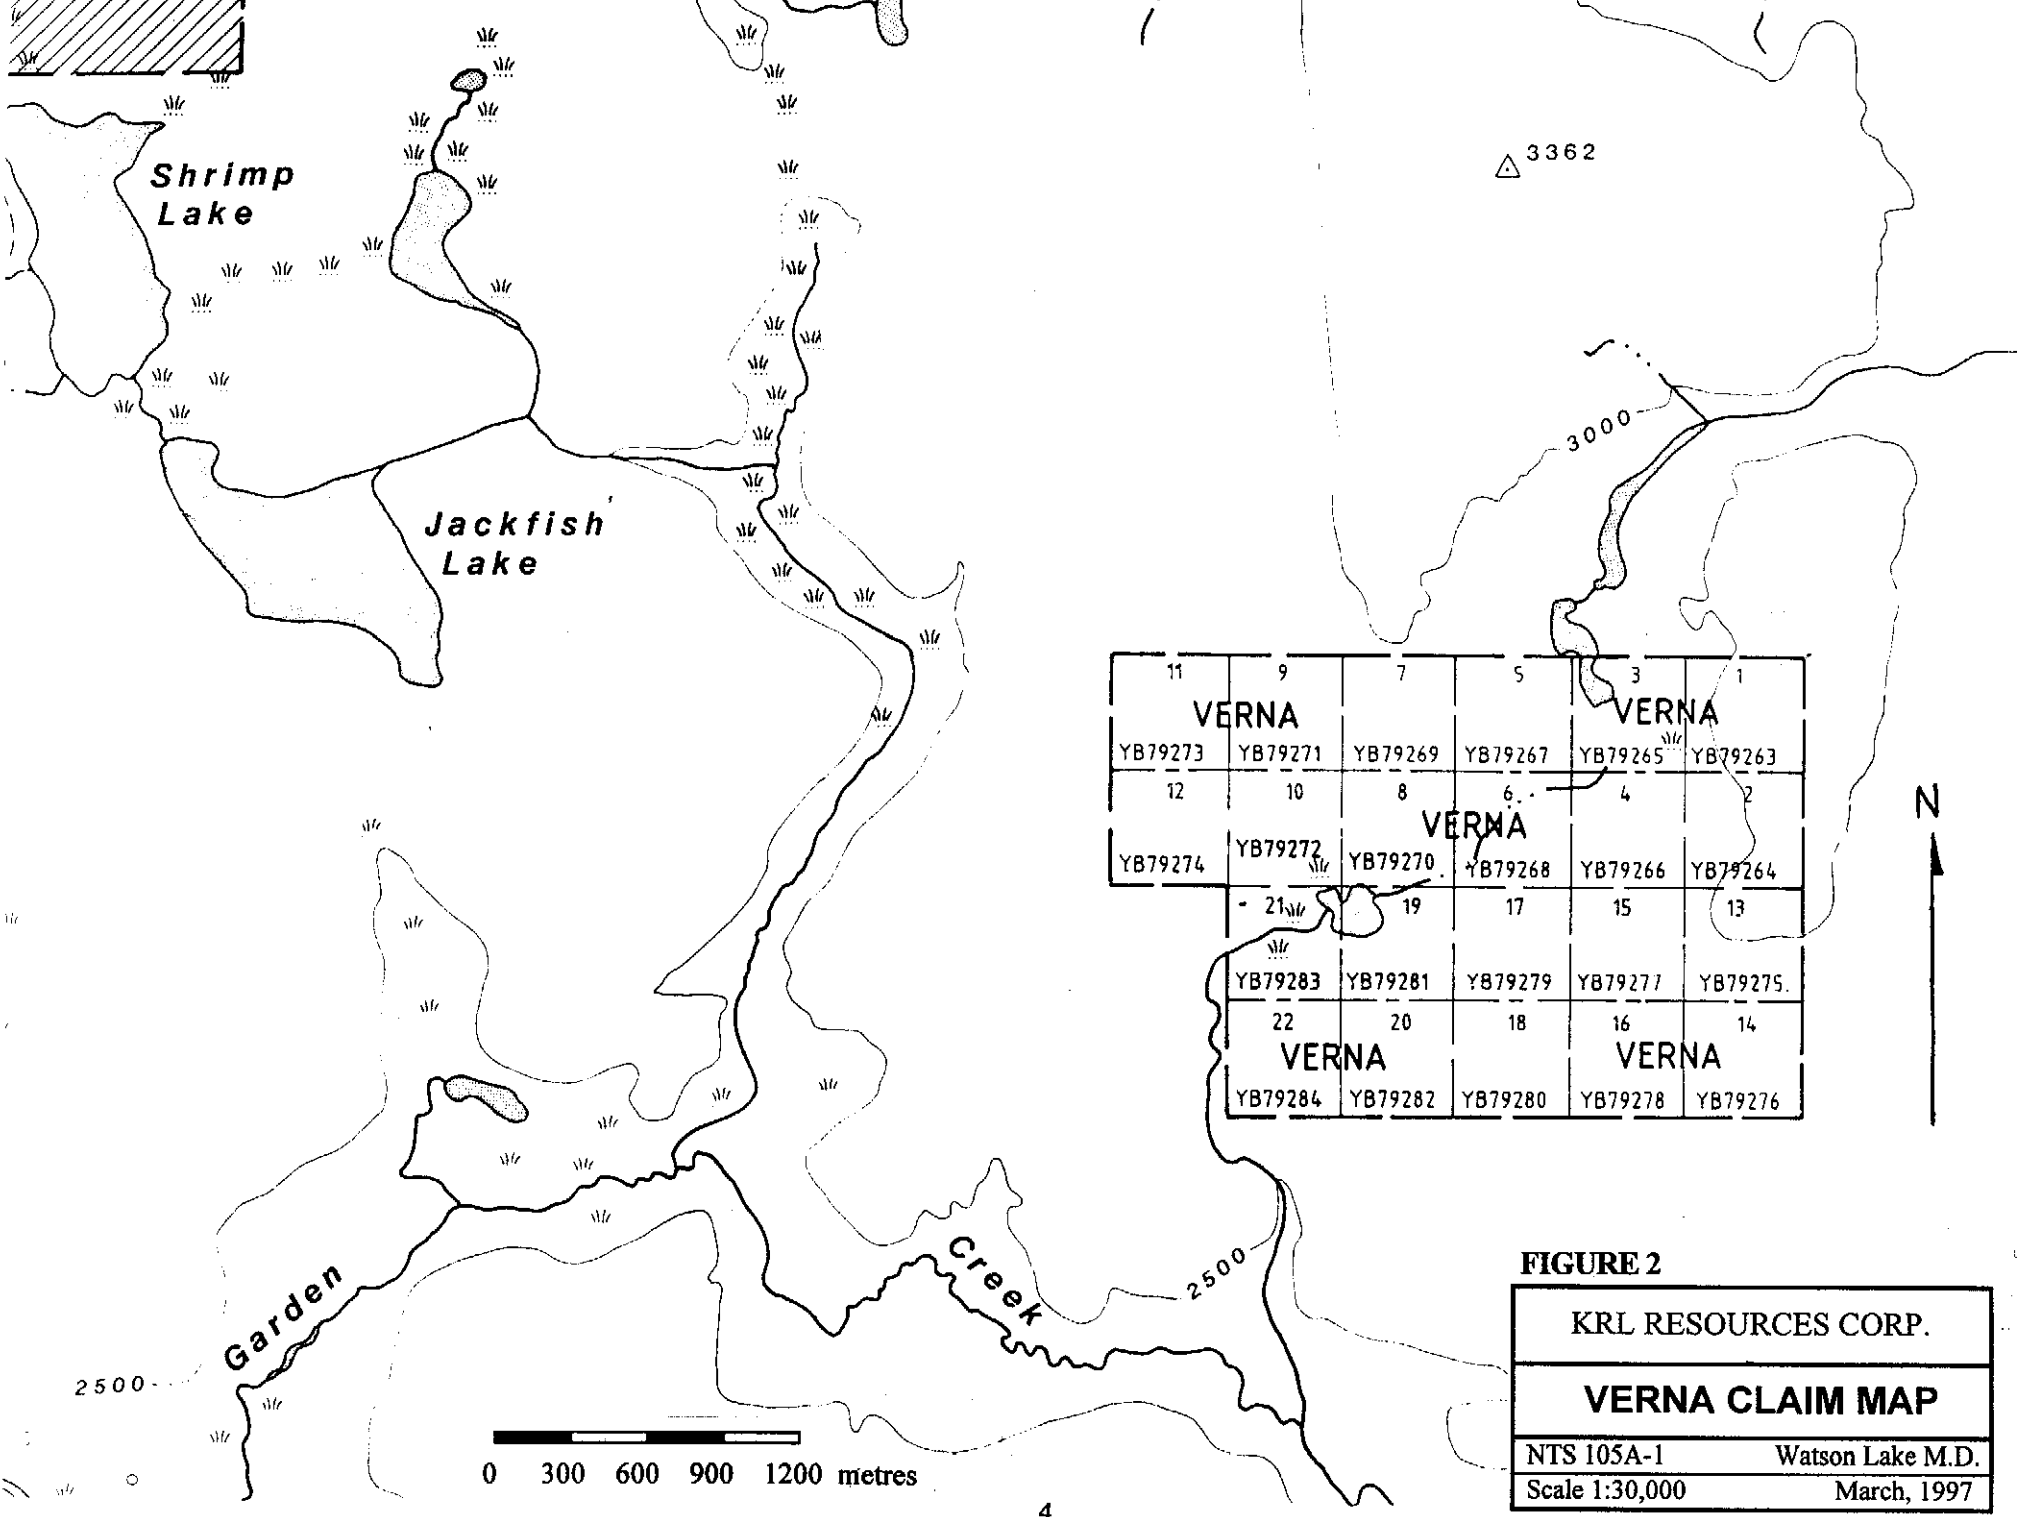 3362
Shrimp
Lake
3000
Jackfish
Lake
11 9 7 5 3 1
VERNA VERNA
YB79273 YB79271 YB79269 YB79267 YB79265 YB79263
12 10 8 6 4 2
VERNA
YB79274 YB79272 YB79270 YB79268 YB79266 YB79264
21 19 17 15 13
YB79283 YB79281 YB79279 YB79277 YB79275.
22 20 18 16 14
VERNA VERNA
YB79284 YB79282 YB79280 YB79278 YB79276
N
Garden
Creek
2500
2500
0 300 600 900 1200 metres
4
FIGURE 2
KRL RESOURCES CORP.
VERNA CLAIM MAP
NTS 105A-1 Watson Lake M.D.
Scale 1:30,000 March, 1997